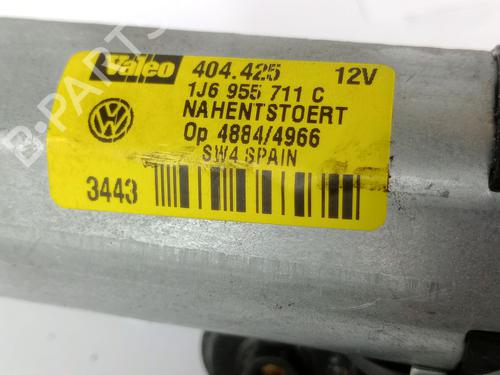 Valeo 404.425 12V
1J6 955 711 C
NAHENTSTOERT
Op 4884/4966
SW4 SPAIN
3443
B-PARTS